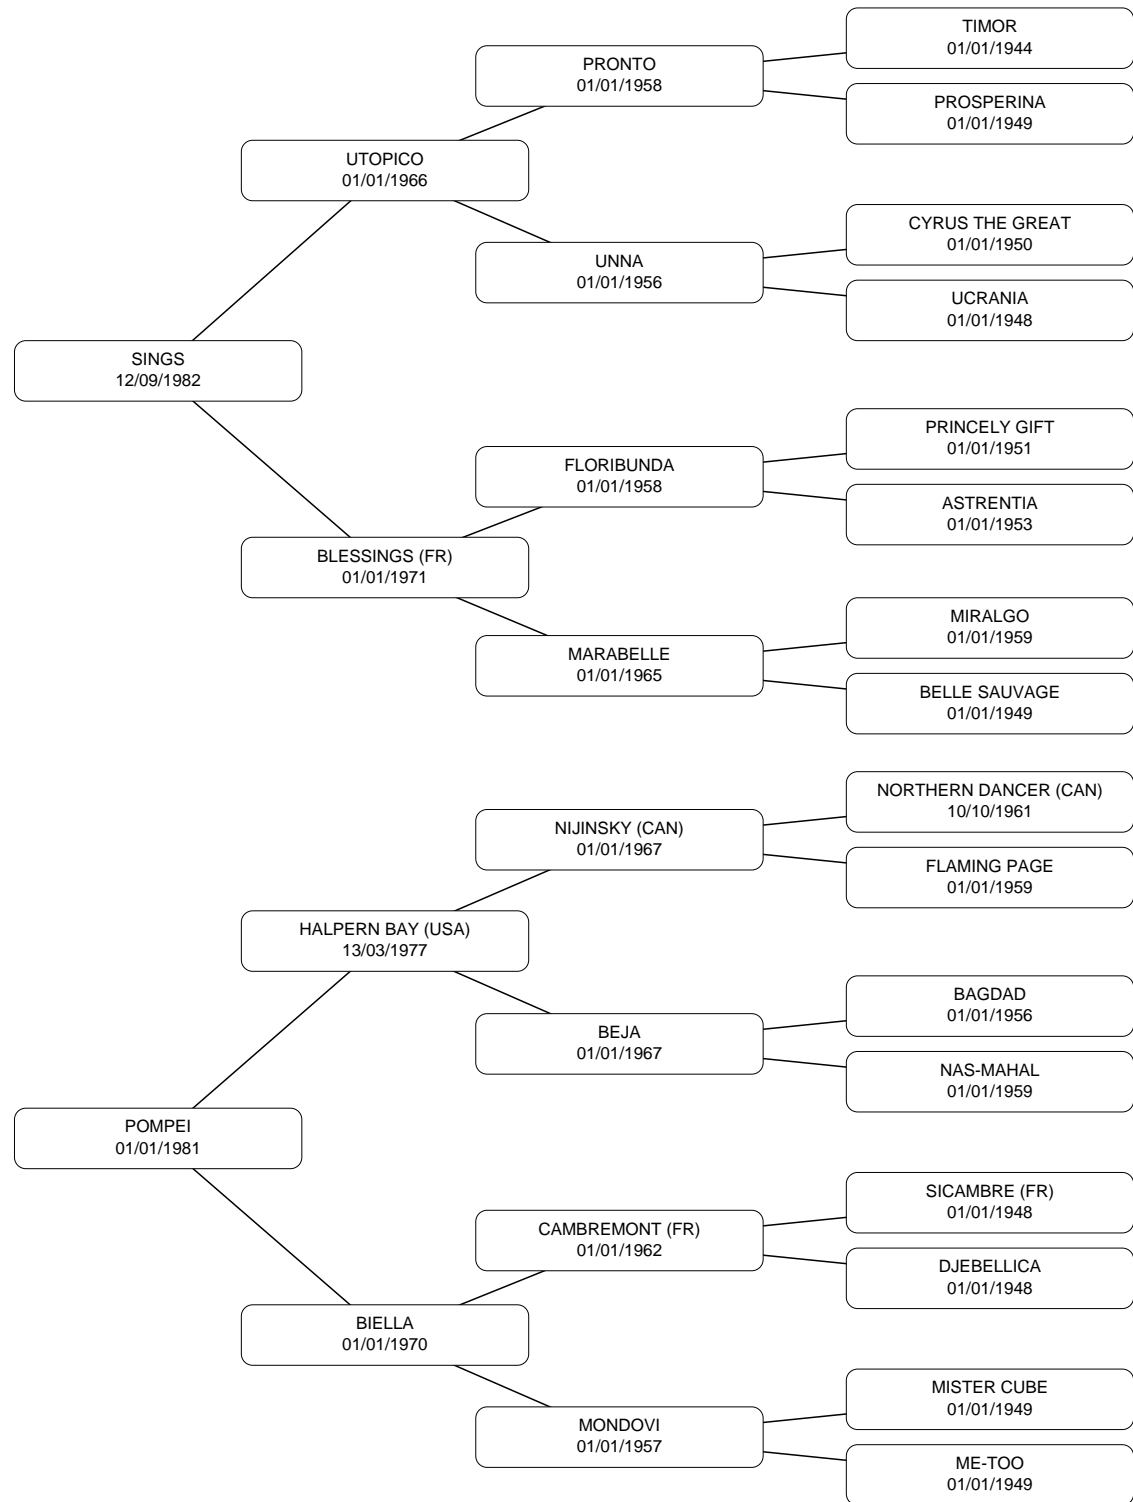 TIMOR
01/01/1944
PRONTO
01/01/1958
PROSPERINA
01/01/1949
UTOPICO
01/01/1966
CYRUS THE GREAT
01/01/1950
UNNA
01/01/1956
UCRANIA
01/01/1948
SINGS
12/09/1982
PRINCELY GIFT
01/01/1951
FLORIBUNDA
01/01/1958
ASTRENTIA
01/01/1953
BLESSINGS (FR)
01/01/1971
MIRALGO
01/01/1959
MARABELLE
01/01/1965
BELLE SAUVAGE
01/01/1949
NORTHERN DANCER (CAN)
10/10/1961
NIJINSKY (CAN)
01/01/1967
FLAMING PAGE
01/01/1959
HALPERN BAY (USA)
13/03/1977
BAGDAD
01/01/1956
BEJA
01/01/1967
NAS-MAHAL
01/01/1959
POMPEI
01/01/1981
SICAMBRE (FR)
01/01/1948
CAMBREMONT (FR)
01/01/1962
DJEBELLICA
01/01/1948
BIELLA
01/01/1970
MISTER CUBE
01/01/1949
MONDOVI
01/01/1957
ME-TOO
01/01/1949